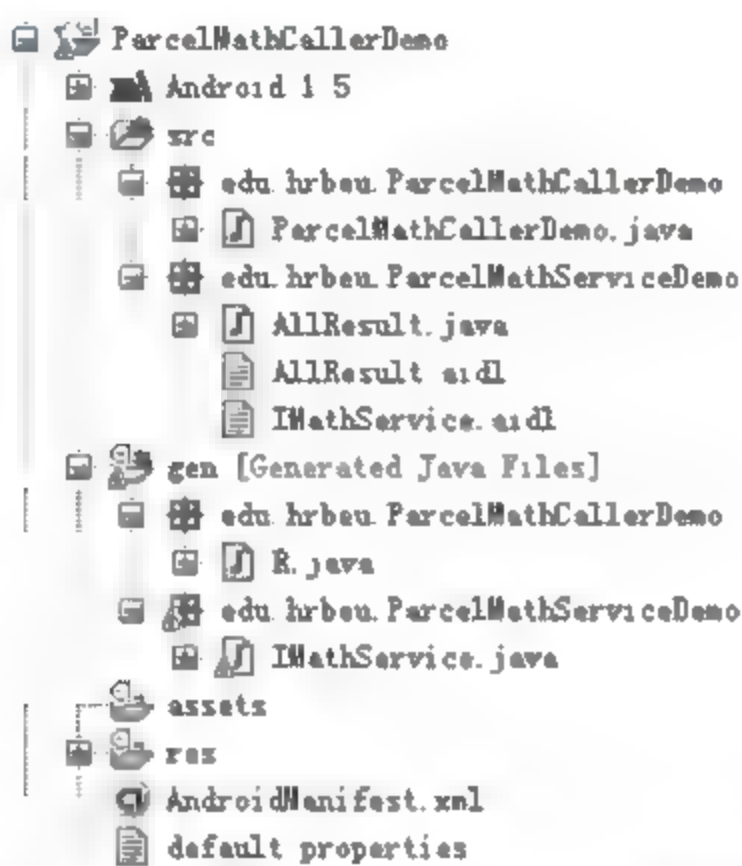 ParcelMathCallerDemo
Android 1 5
src
edu.hrbeu.ParcelMathCallerDemo
ParcelMathCallerDemo.java
edu.hrbeu.ParcelMathServiceDemo
AllResult.java
AllResult aidl
IMathService.aidl
gen [Generated Java Files]
edu hrbeu.ParcelMathCallerDemo
R.java
edu hrbeu.ParcelMathServiceDemo
IMathService.java
assets
res
AndroidManifest.xml
default properties